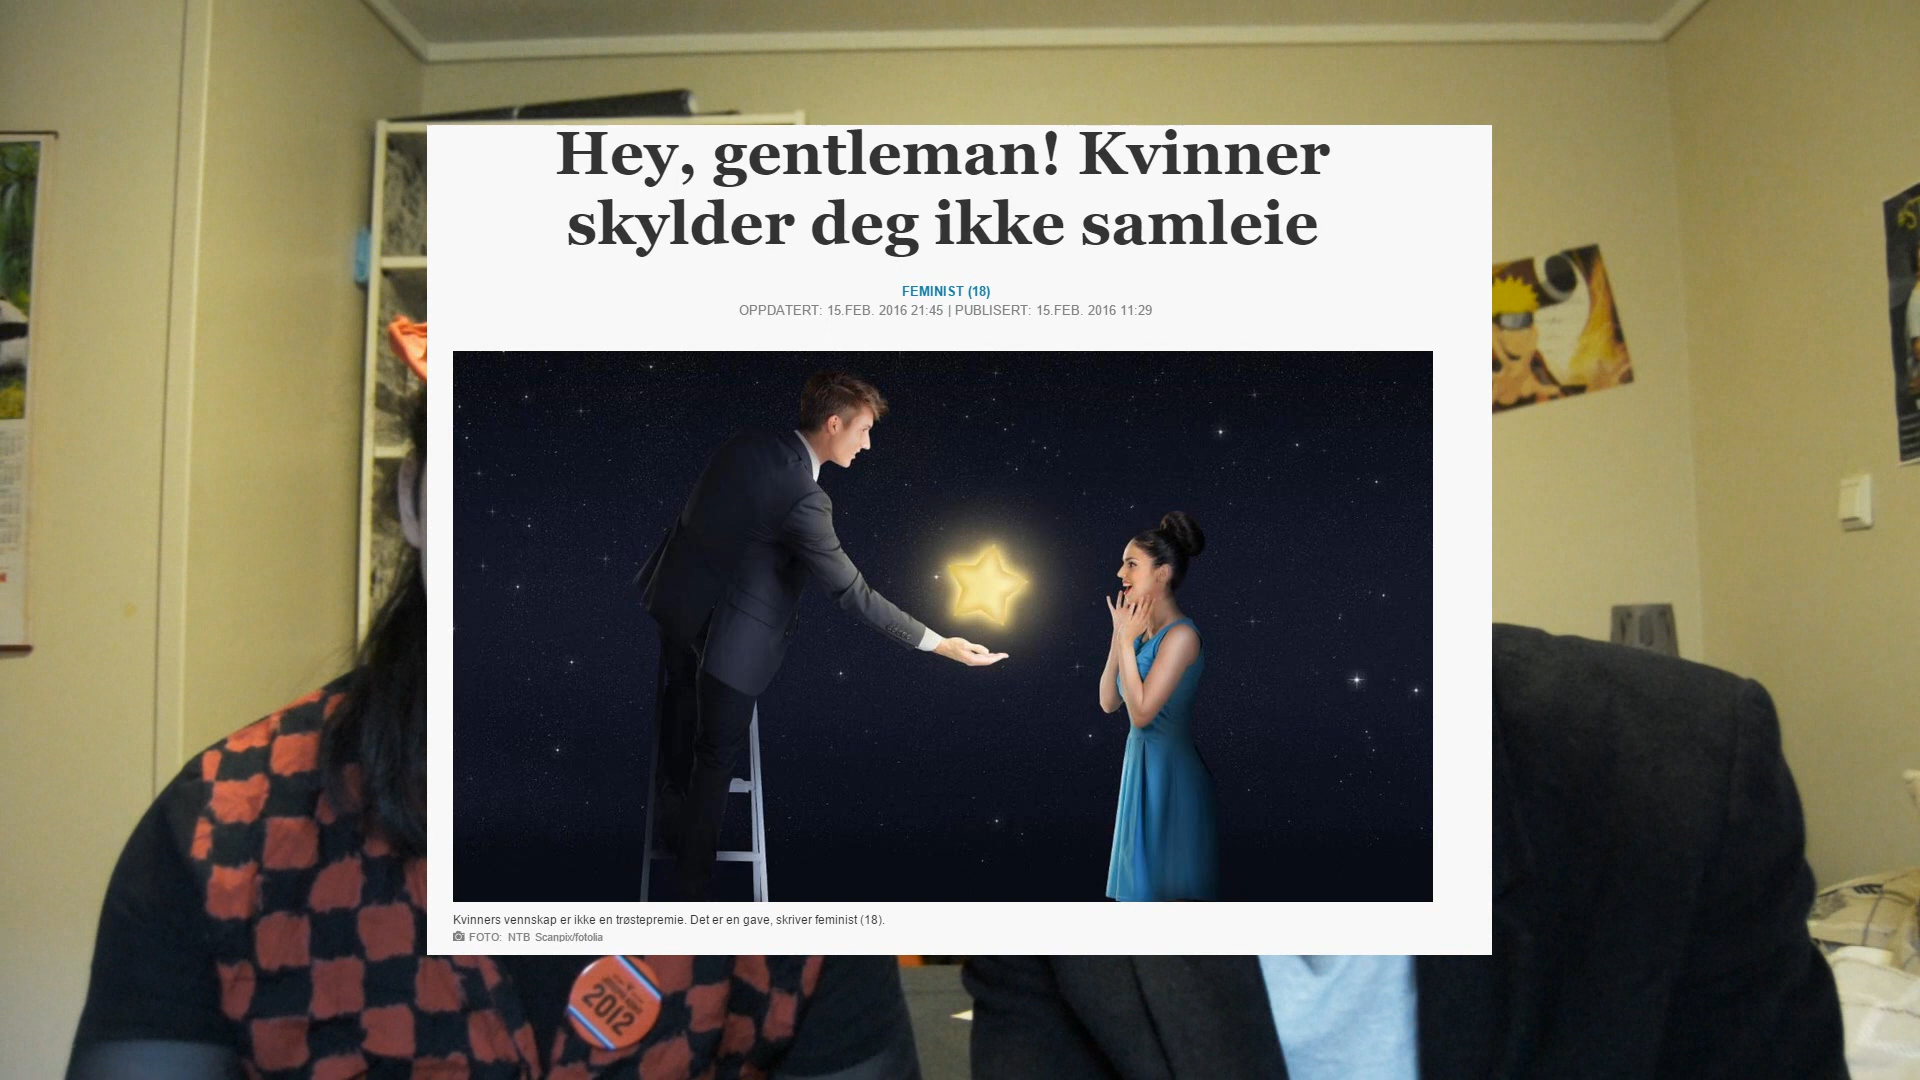 Hey, gentleman! Kvinner
skylder deg ikke samleie
FEMINIST (18)
OPPDATERT: 15.FEB. 2016 21:45 | PUBLISERT: 15.FEB. 2016 11:29
Kvinners vennskap er ikke en trøstepremie. Det er en gave, skriver feminist (18).
FOTO: NTB Scanpix/fotolia
2012